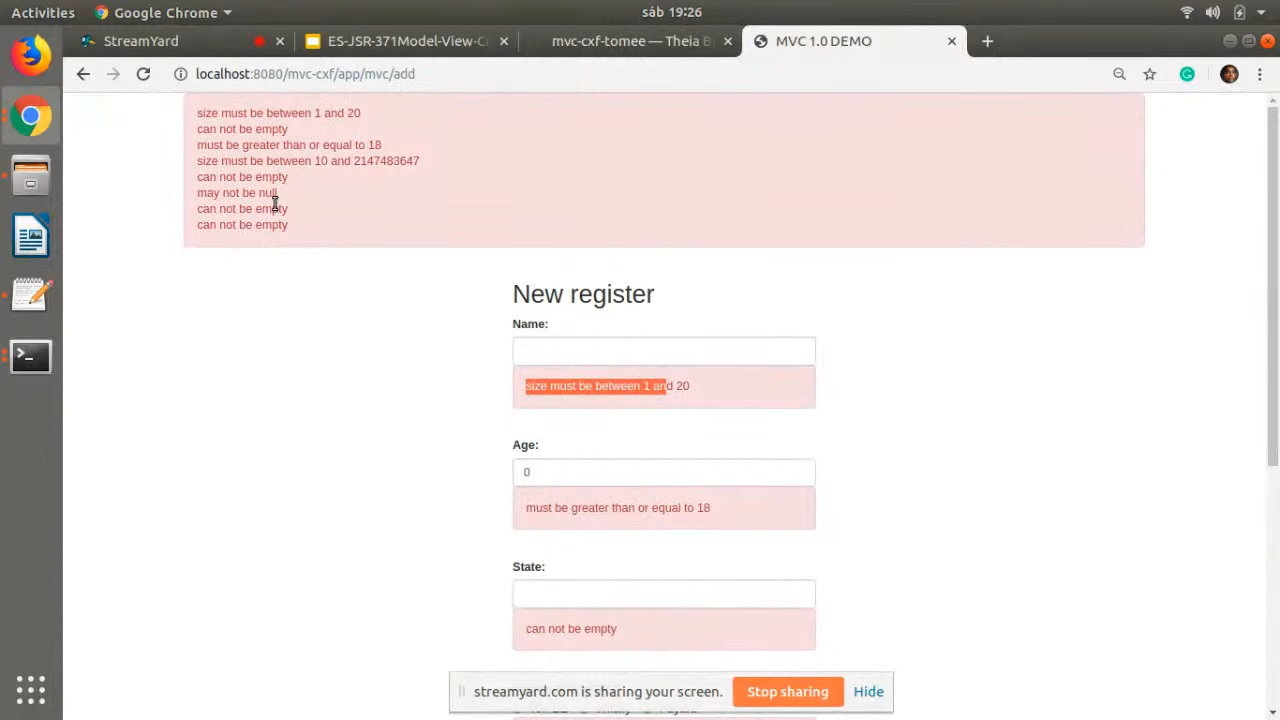 Activities
Google Chrome
sáb 19:26
StreamYard
ES-JSR-371Model-View-C
mvc-cxf-tomee — Theia B
MVC 1.0 DEMO
localhost:8080/mvc-cxf/app/mvc/add
size must be between 1 and 20
can not be empty
must be greater than or equal to 18
size must be between 10 and 2147483647
can not be empty
may not be null
can not be empty
can not be empty
New register
Name:
size must be between 1 and 20
Age:
0
must be greater than or equal to 18
State:
can not be empty
streamyard.com is sharing your screen.
Stop sharing
Hide